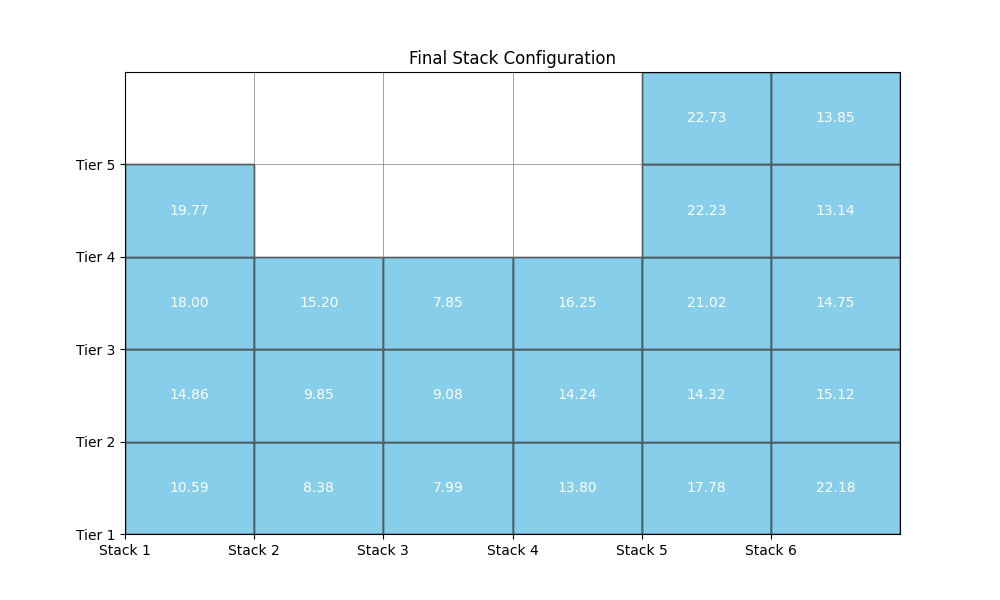 Final Stack Configuration
22.73 13.85
Tier 5
19.77 22.23 13.14
Tier 4
18.00 15.20 7.85 16.25 21.02 14.75
Tier 3
14.86 9.85 9.08 14.24 14.32 15.12
Tier 2
10.59 8.38 7.99 13.80 17.78 22.18
Tier 1
Stack 1 Stack 2 Stack 3 Stack 4 Stack 5 Stack 6